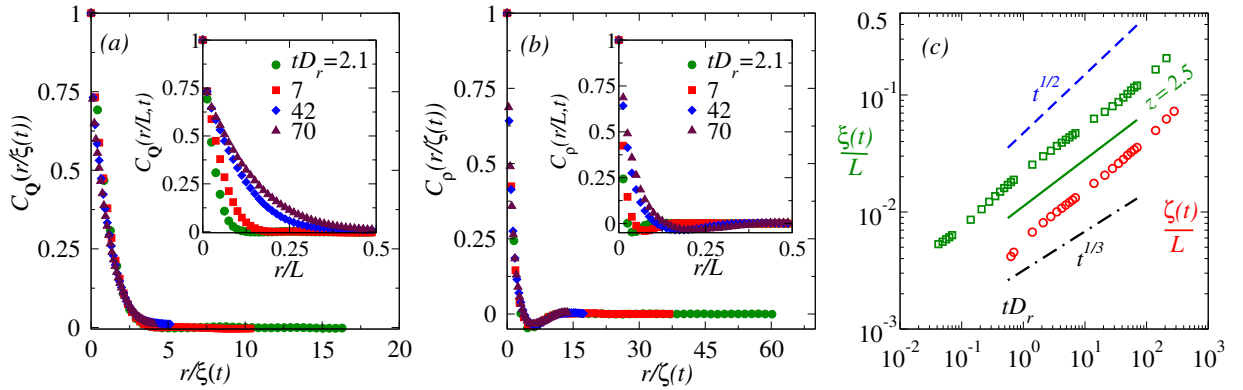 (a)
1
0.75
0.5
0.25
0
0 5 10 15 20
C_Q(r/ξ(t))
r/ξ(t)
1
0.75
0.5
0.25
0
0 0.25 0.5
C_Q(r/L,t)
r/L
tD_r=2.1
7
42
70
(b)
1
0.75
0.5
0.25
0
0 15 30 45 60
C_ρ(r/ζ(t))
r/ζ(t)
1
0.75
0.5
0.25
0
0 0.25 0.5
C_ρ(r/L,t)
r/L
tD_r=2.1
7
42
70
(c)
0.5
10^-1
10^-2
10^-3
10^-2 10^-1 10^0 10^1 10^2 10^3
ξ(t)
L
ζ(t)
L
t^1/2
z = 2.5
t^1/3
tD_r